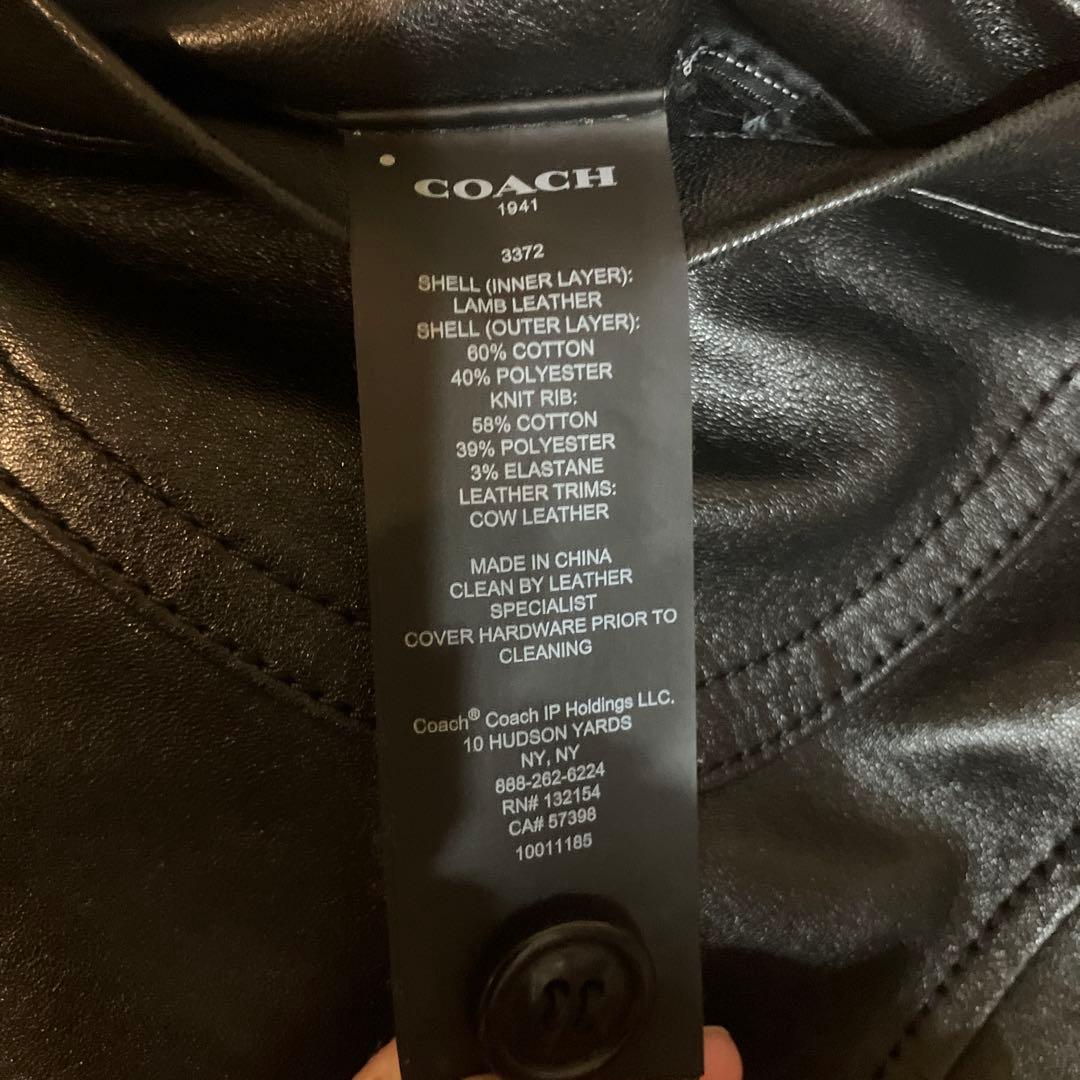 COACH
1941
3372
SHELL (INNER LAYER):
LAMB LEATHER
SHELL (OUTER LAYER):
60% COTTON
40% POLYESTER
KNIT RIB:
58% COTTON
39% POLYESTER
3% ELASTANE
LEATHER TRIMS:
COW LEATHER
MADE IN CHINA
CLEAN BY LEATHER
SPECIALIST
COVER HARDWARE PRIOR TO
CLEANING
Coach® Coach IP Holdings LLC.
10 HUDSON YARDS
NY, NY
888-262-6224
RN# 132154
CA# 57398
10011185